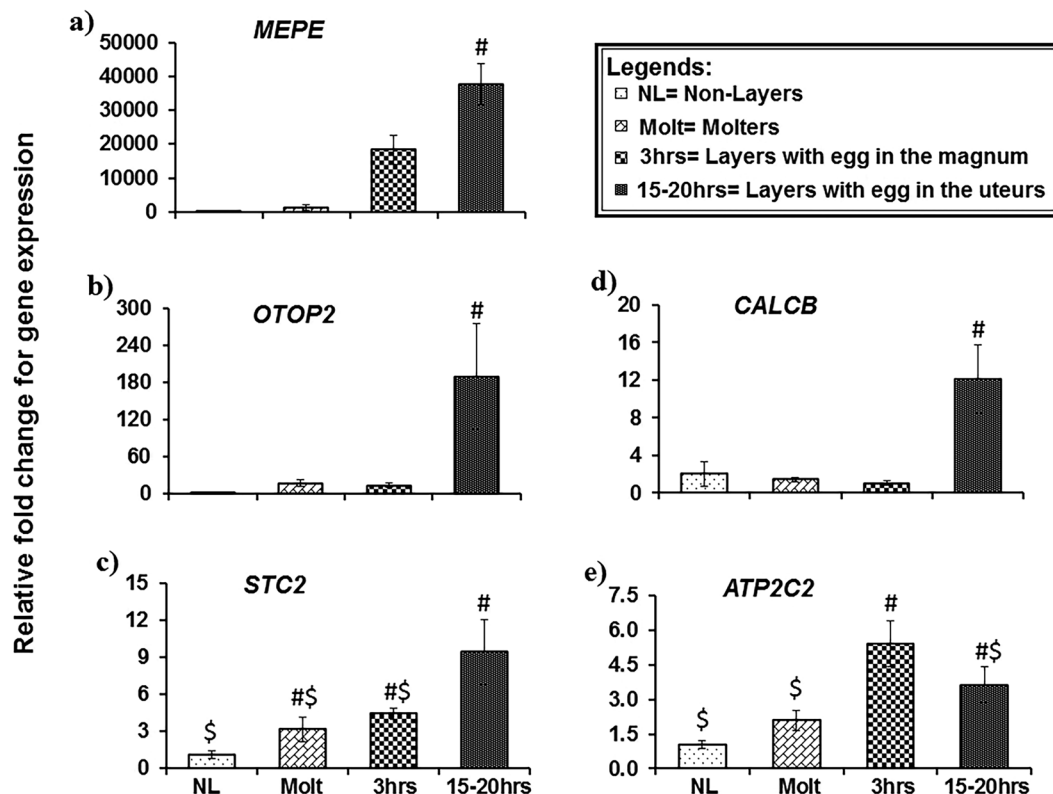 Relative fold change for gene expression
a)
MEPE
50000
40000
30000
20000
10000
0
#
Legends:
NL= Non-Layers
Molt= Molters
3hrs= Layers with egg in the magnum
15-20hrs= Layers with egg in the uteurs
b)
OTOP2
300
240
180
120
60
0
#
d)
CALCB
20
16
12
8
4
0
#
c)
STC2
15
12
9
6
3
0
$
#$
#$
#
NL Molt 3hrs 15-20hrs
e)
ATP2C2
7.5
6.0
4.5
3.0
1.5
0.0
$
$
#
#$
NL Molt 3hrs 15-20hrs